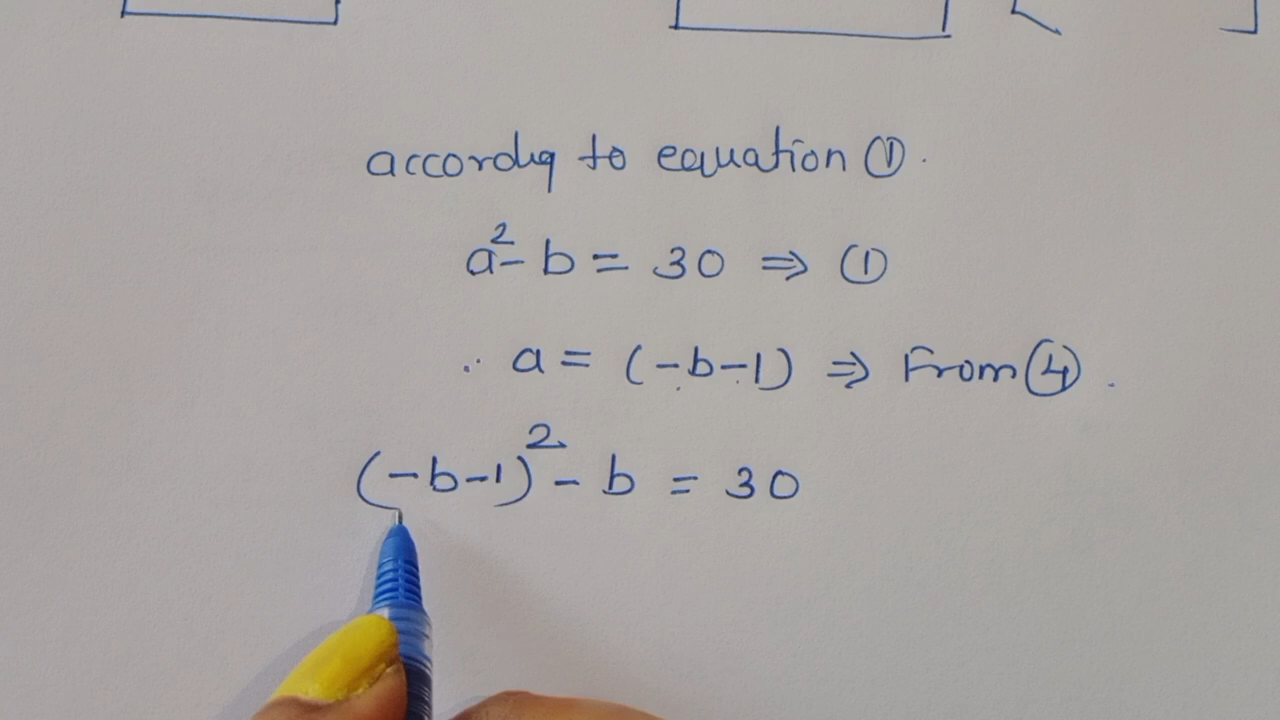 accordig to equation ①.
a² - b = 30 ⇒ ①
∴ a = (-b-1) ⇒ From ④.
(-b-1)² - b = 30